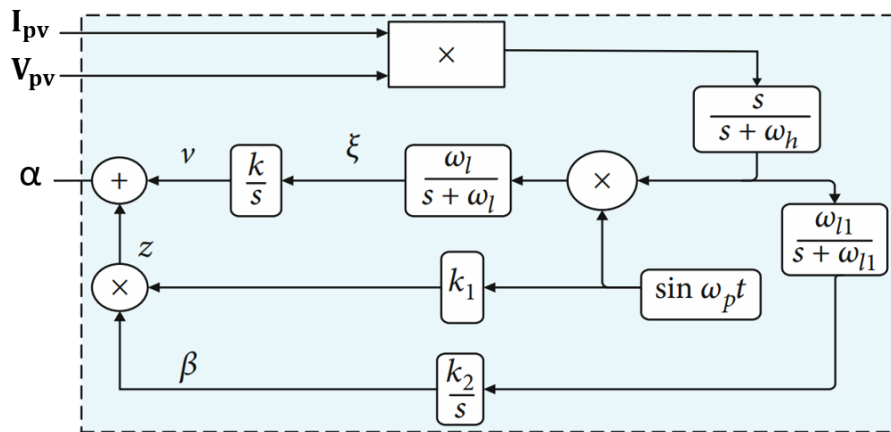 I_pv
V_pv
×
s / (s + ω_h)
α
+
ν
k / s
ξ
ω_l / (s + ω_l)
×
ω_l1 / (s + ω_l1)
z
×
k_1
sin ω_p t
β
k_2 / s